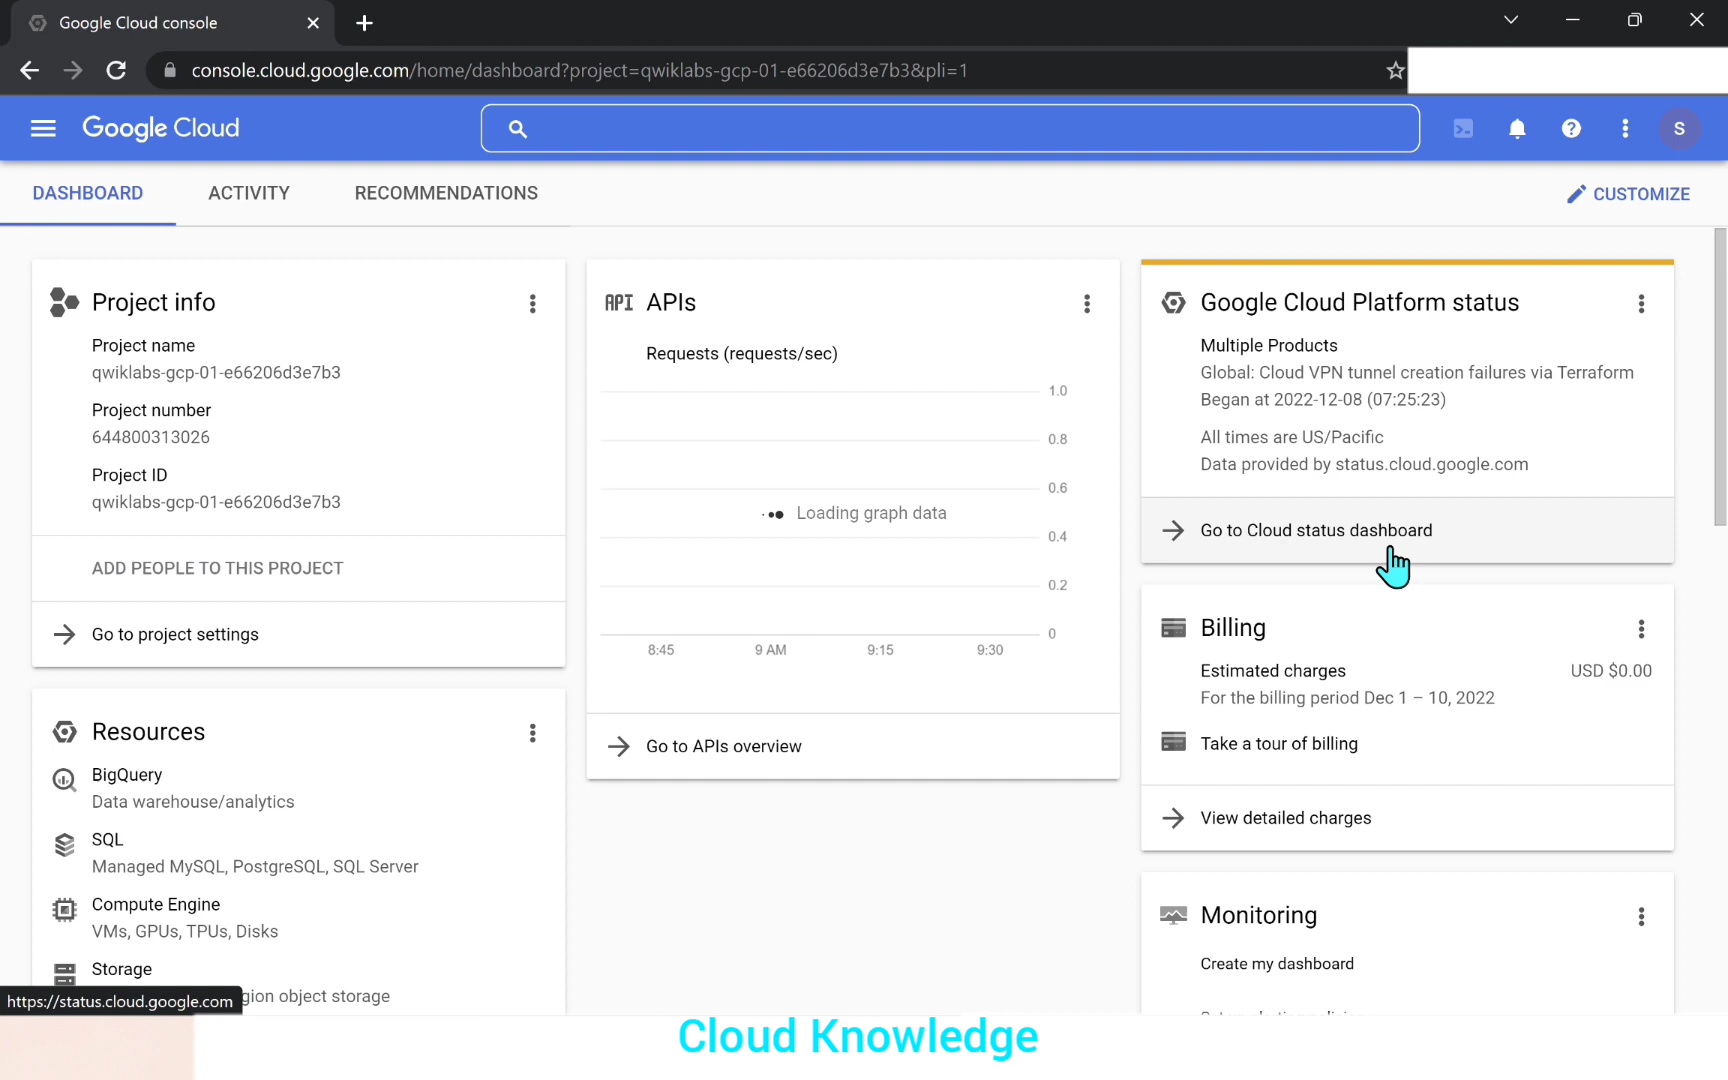 Google Cloud console
console.cloud.google.com/home/dashboard?project=qwiklabs-gcp-01-e66206d3e7b3&pli=1
Google Cloud
S
DASHBOARD
ACTIVITY
RECOMMENDATIONS
CUSTOMIZE
Project info
Project name
qwiklabs-gcp-01-e66206d3e7b3
Project number
644800313026
Project ID
qwiklabs-gcp-01-e66206d3e7b3
ADD PEOPLE TO THIS PROJECT
Go to project settings
Resources
BigQuery
Data warehouse/analytics
SQL
Managed MySQL, PostgreSQL, SQL Server
Compute Engine
VMs, GPUs, TPUs, Disks
Storage
gion object storage
https://status.cloud.google.com
API APIs
Requests (requests/sec)
1.0
0.8
0.6
Loading graph data
0.4
0.2
0
8:45 9 AM 9:15 9:30
Go to APIs overview
Google Cloud Platform status
Multiple Products
Global: Cloud VPN tunnel creation failures via Terraform
Began at 2022-12-08 (07:25:23)
All times are US/Pacific
Data provided by status.cloud.google.com
Go to Cloud status dashboard
Billing
Estimated charges USD $0.00
For the billing period Dec 1 – 10, 2022
Take a tour of billing
View detailed charges
Monitoring
Create my dashboard
Cloud Knowledge